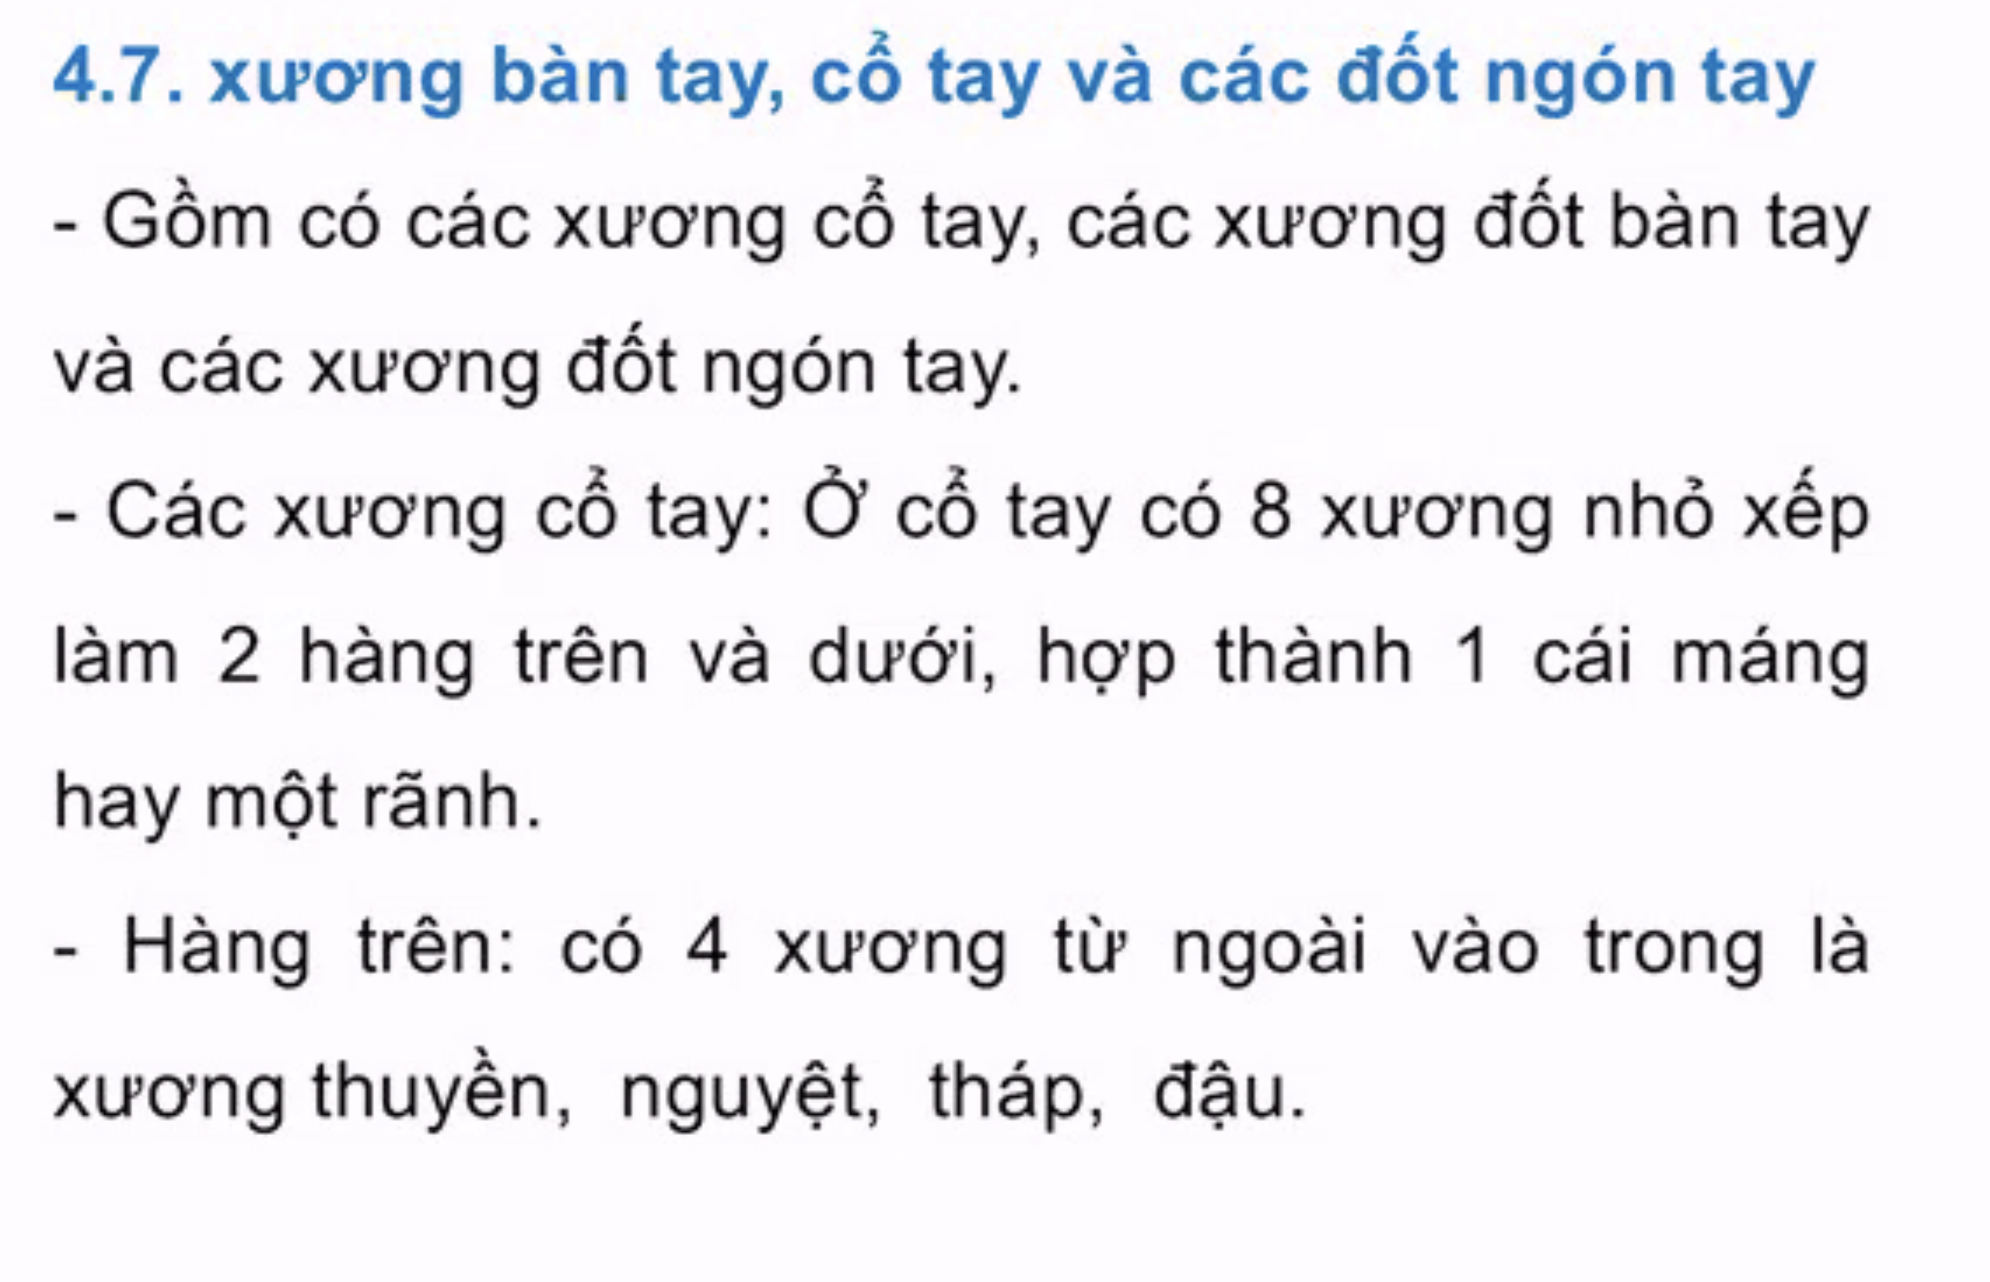 4.7. xương bàn tay, cổ tay và các đốt ngón tay
- Gồm có các xương cổ tay, các xương đốt bàn tay
và các xương đốt ngón tay.
- Các xương cổ tay: Ở cổ tay có 8 xương nhỏ xếp
làm 2 hàng trên và dưới, hợp thành 1 cái máng
hay một rãnh.
- Hàng trên: có 4 xương từ ngoài vào trong là
xương thuyền, nguyệt, tháp, đậu.